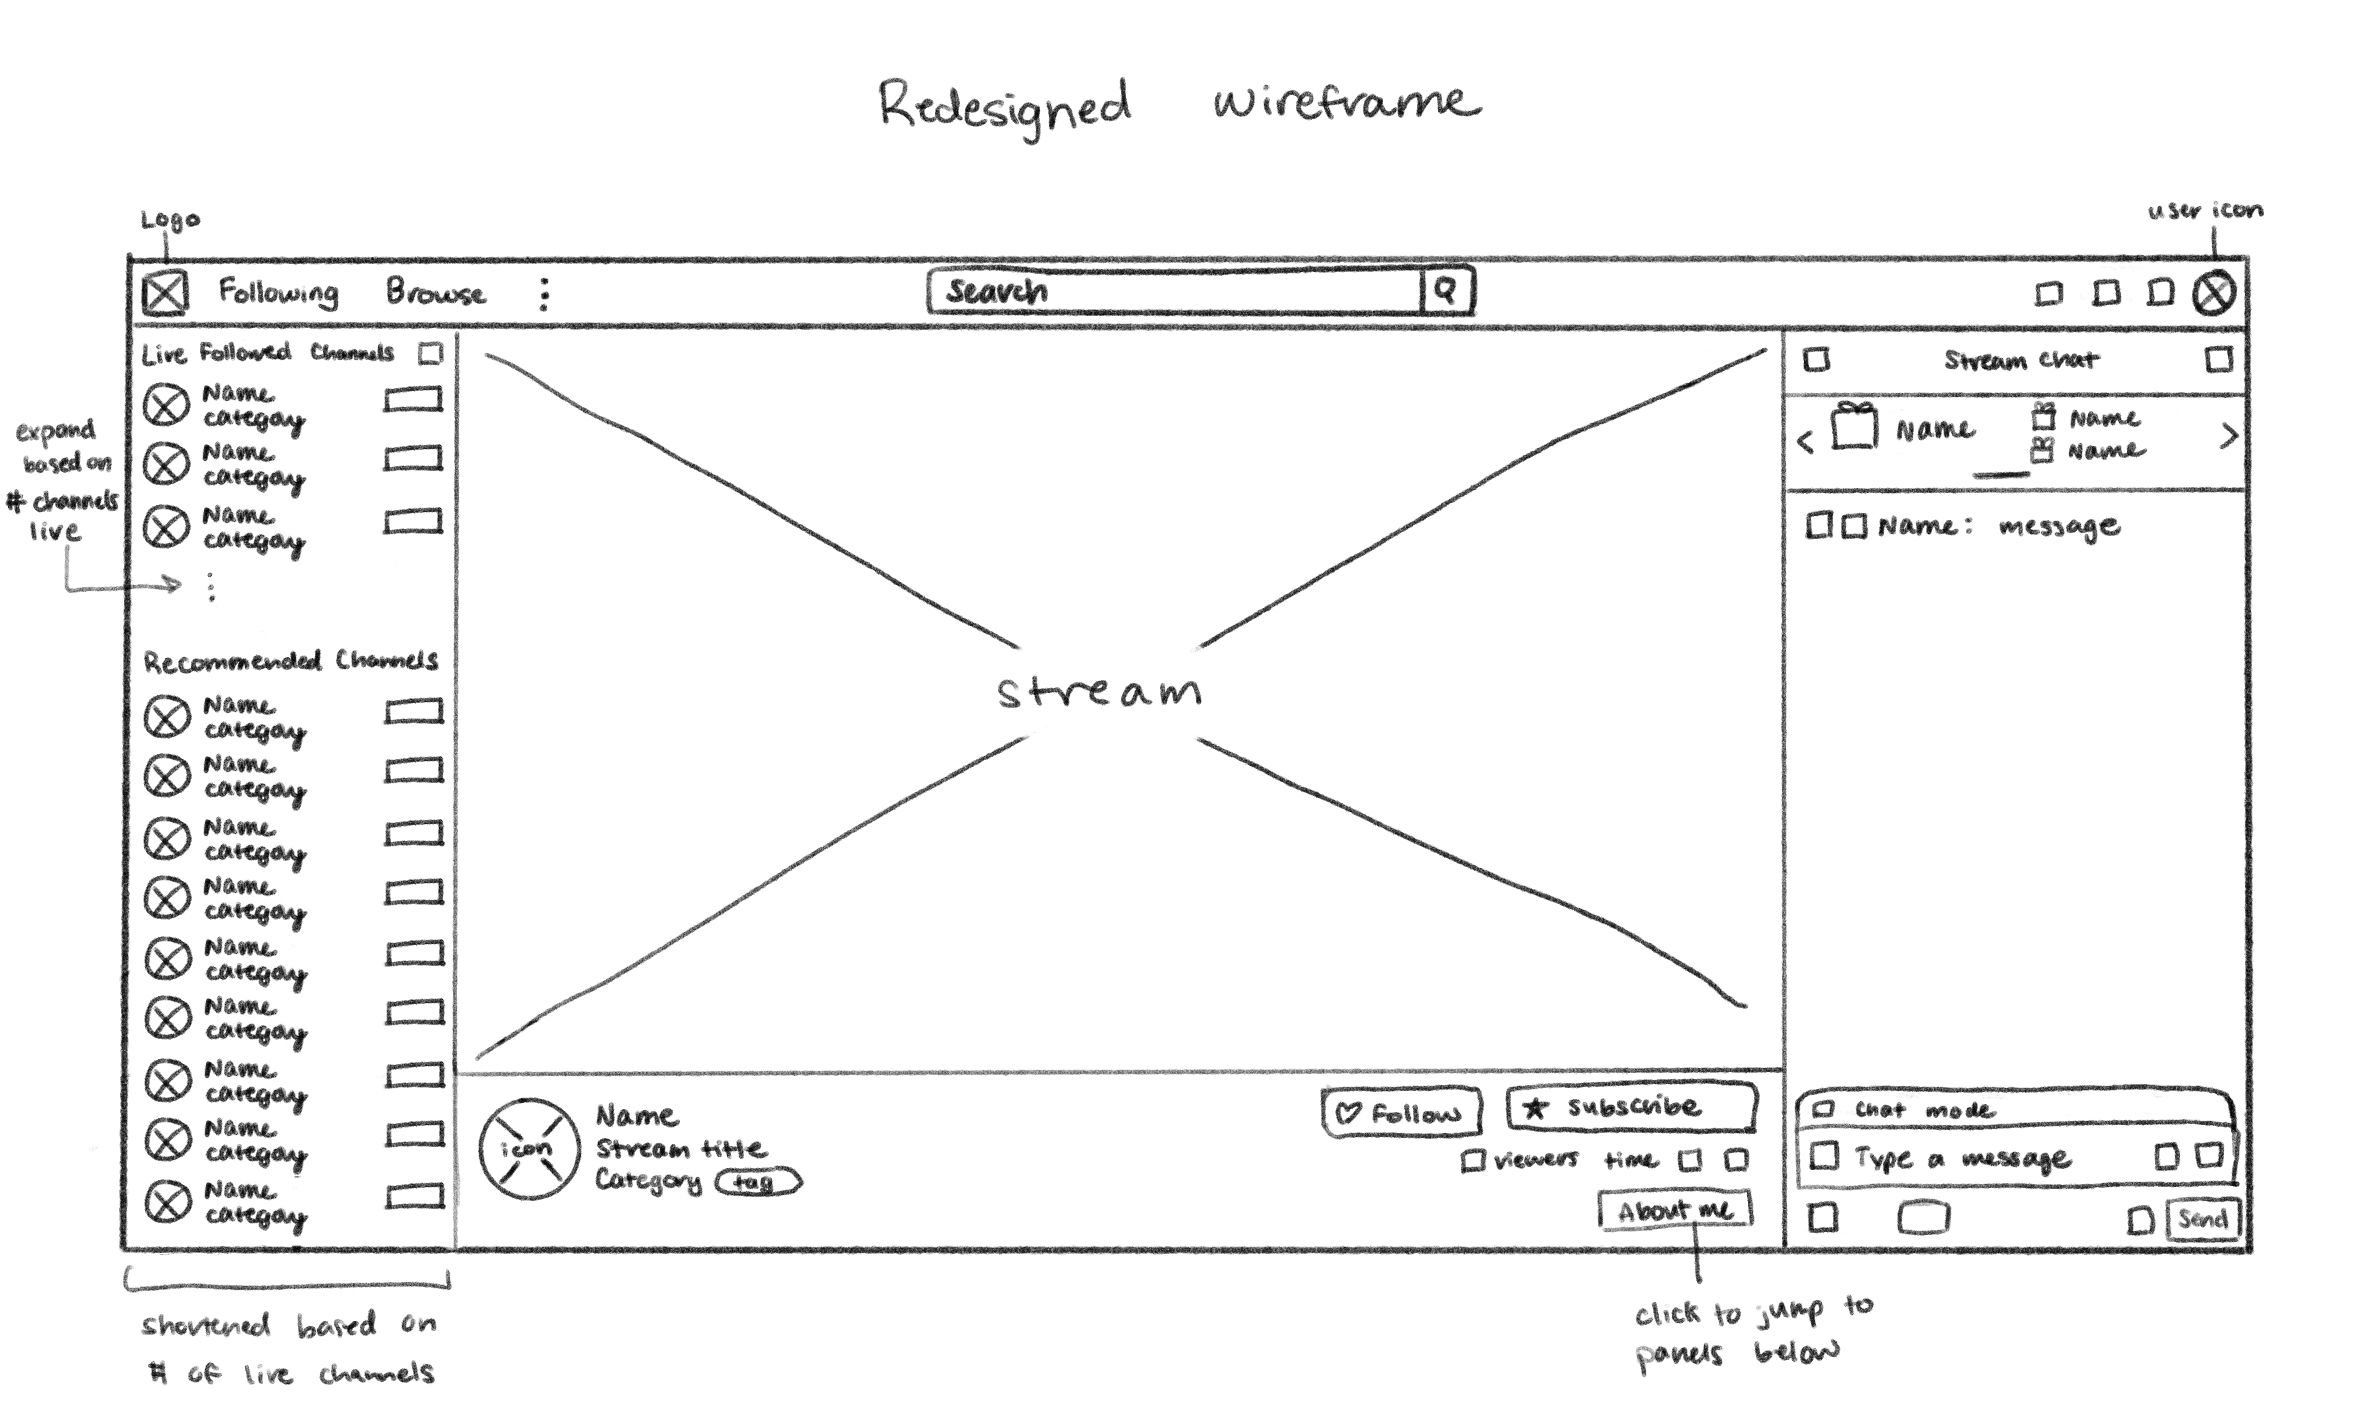 Redesigned wireframe
Logo
user icon
Following Browse
Search
Live Followed Channels
Name
category
Name
category
Name
category
expand
based on
# channels
live
Recommended Channels
Name
category
Name
category
Name
category
Name
category
Name
category
Name
category
Name
category
Name
category
Name
category
shortened based on
# of live channels
stream
icon
Name
Stream title
Category tag
Follow
Subscribe
viewers time
About me
click to jump to
panels below
Stream Chat
Name
Name
Name
Name: message
Chat mode
Type a message
Send